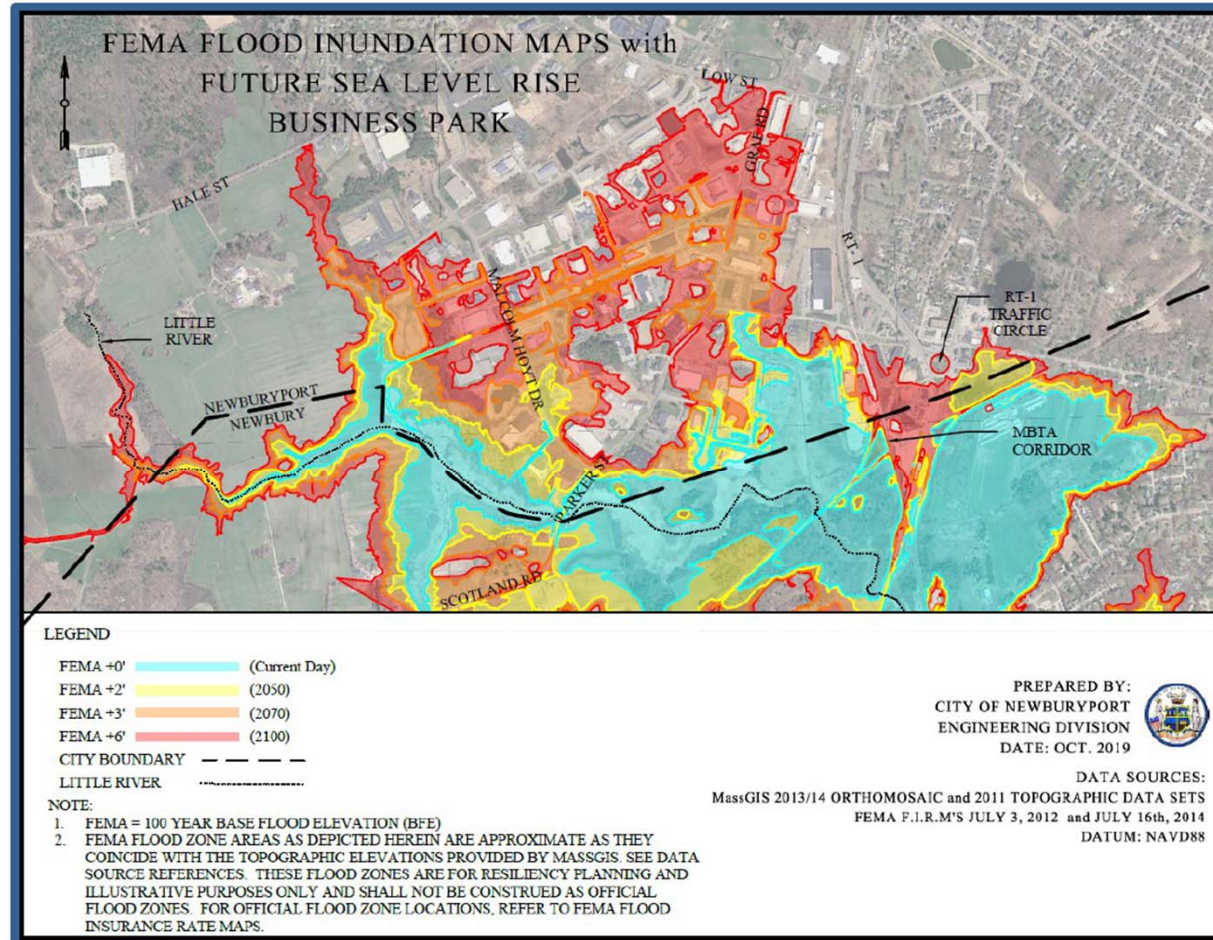 FEMA FLOOD INUNDATION MAPS with
FUTURE SEA LEVEL RISE
BUSINESS PARK
LOW ST
GRAF RD
HALE ST
RT- 1
MALCOLM HOYT DR
RT-1
TRAFFIC
CIRCLE
LITTLE
RIVER
NEWBURYPORT
NEWBURY
MBTA
CORRIDOR
PARKER ST
SCOTLAND RD
LEGEND
FEMA +0' (Current Day)
FEMA +2' (2050)
FEMA +3' (2070)
FEMA +6' (2100)
CITY BOUNDARY
LITTLE RIVER
NOTE:
1. FEMA = 100 YEAR BASE FLOOD ELEVATION (BFE)
2. FEMA FLOOD ZONE AREAS AS DEPICTED HEREIN ARE APPROXIMATE AS THEY
COINCIDE WITH THE TOPOGRAPHIC ELEVATIONS PROVIDED BY MASSGIS. SEE DATA
SOURCE REFERENCES. THESE FLOOD ZONES ARE FOR RESILIENCY PLANNING AND
ILLUSTRATIVE PURPOSES ONLY AND SHALL NOT BE CONSTRUED AS OFFICIAL
FLOOD ZONES. FOR OFFICIAL FLOOD ZONE LOCATIONS, REFER TO FEMA FLOOD
INSURANCE RATE MAPS.
PREPARED BY:
CITY OF NEWBURYPORT
ENGINEERING DIVISION
DATE: OCT. 2019
DATA SOURCES:
MassGIS 2013/14 ORTHOMOSAIC and 2011 TOPOGRAPHIC DATA SETS
FEMA F.I.R.M'S JULY 3, 2012 and JULY 16th, 2014
DATUM: NAVD88